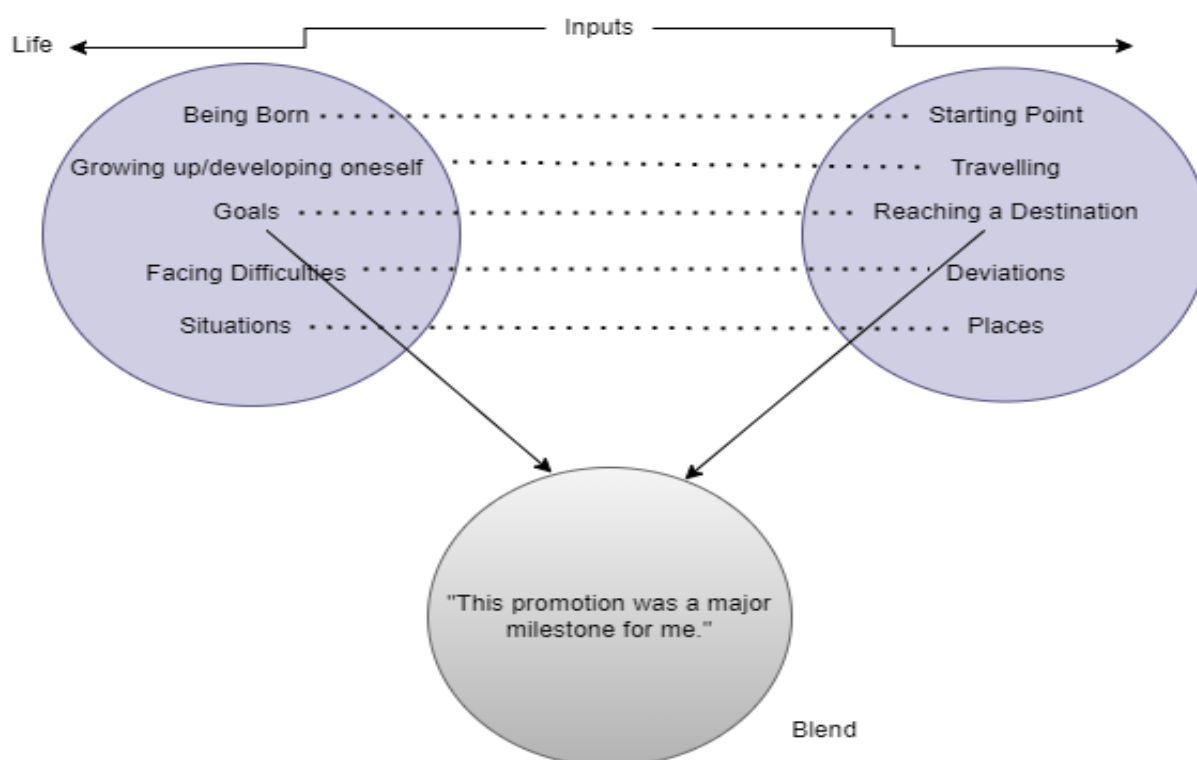 Inputs
Life
Being Born
Starting Point
Growing up/developing oneself
Travelling
Goals
Reaching a Destination
Facing Difficulties
Deviations
Situations
Places
"This promotion was a major
milestone for me."
Blend